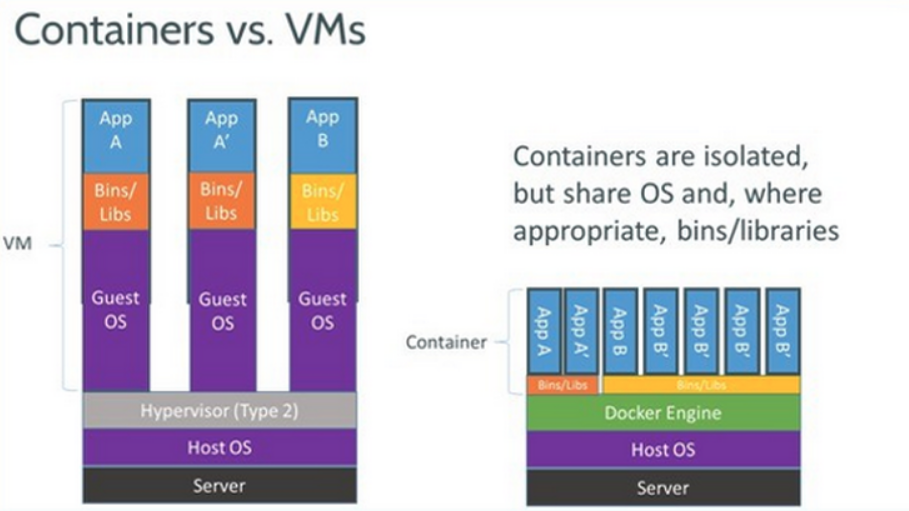 Containers vs. VMs
App
A
App
A′
App
B
Bins/
Libs
Bins/
Libs
Bins/
Libs
VM
Guest
OS
Guest
OS
Guest
OS
Hypervisor (Type 2)
Host OS
Server
Containers are isolated,
but share OS and, where
appropriate, bins/libraries
Container
App A
App A′
App B
App B′
App B′
App B′
App B′
Bins/Libs
Bins/Libs
Docker Engine
Host OS
Server